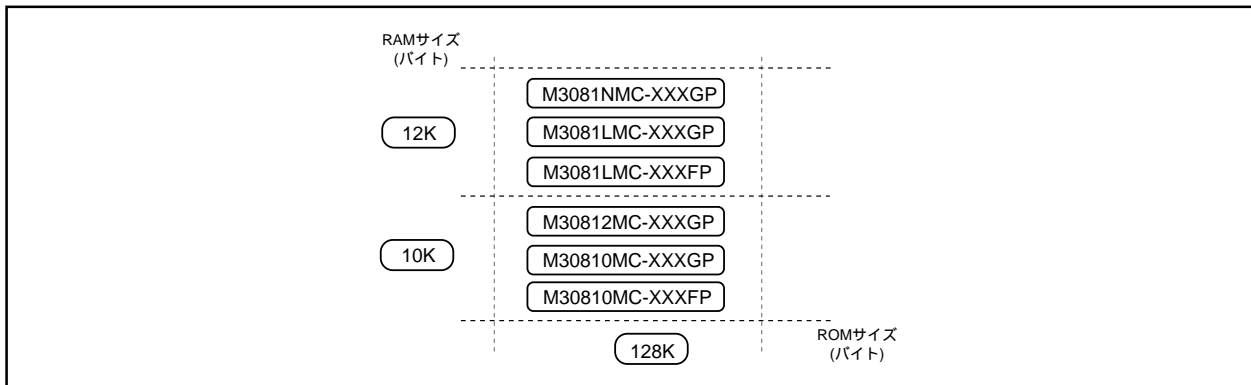 RAMサイズ
(バイト)
M3081NMC-XXXGP
12K
M3081LMC-XXXGP
M3081LMC-XXXFP
M30812MC-XXXGP
10K
M30810MC-XXXGP
M30810MC-XXXFP
128K
ROMサイズ
(バイト)